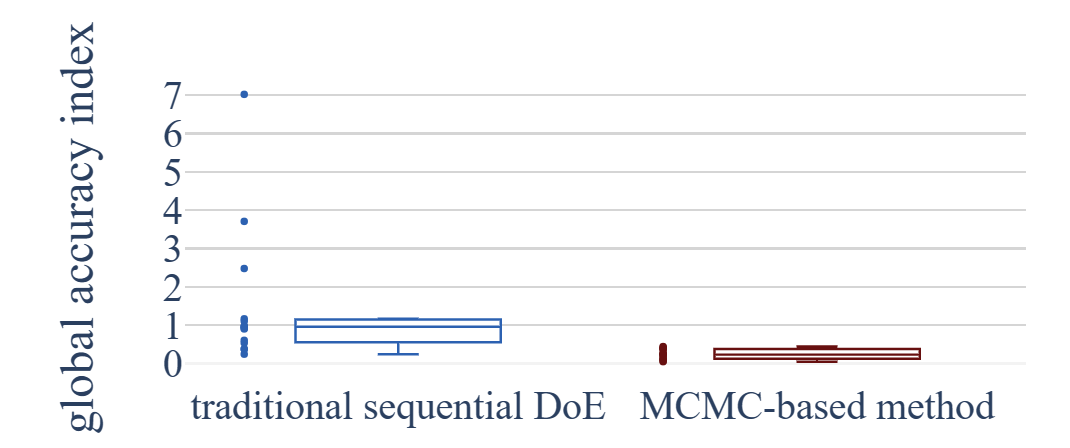 global accuracy index
7
6
5
4
3
2
1
0
traditional sequential DoE
MCMC-based method